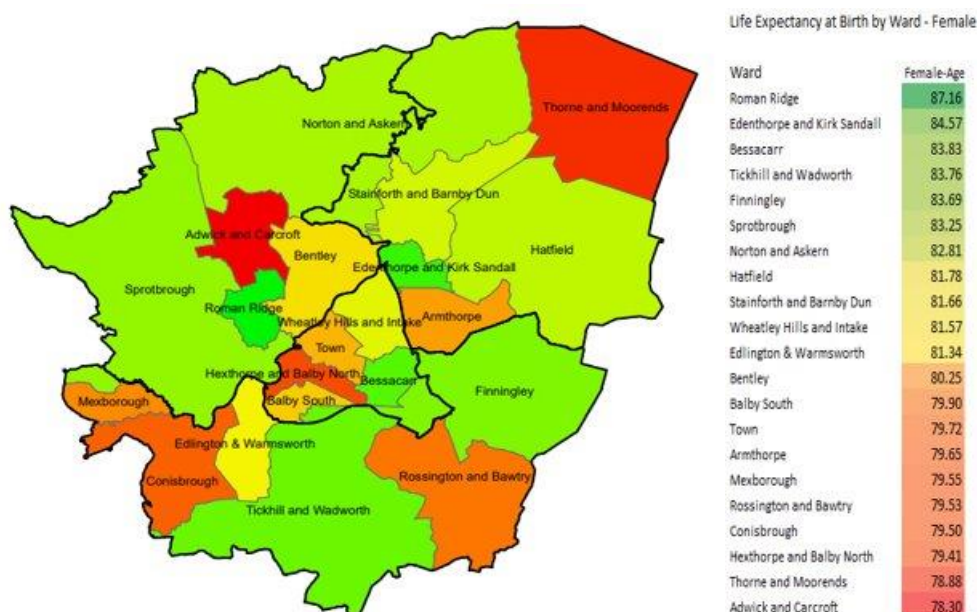 Life Expectancy at Birth by Ward - Female
Ward Female-Age
Roman Ridge 87.16
Edenthorpe and Kirk Sandall 84.57
Bessacarr 83.83
Tickhill and Wadworth 83.76
Finningley 83.69
Sprotbrough 83.25
Norton and Askern 82.81
Hatfield 81.78
Stainforth and Barnby Dun 81.66
Wheatley Hills and Intake 81.57
Edlington & Warmsworth 81.34
Bentley 80.25
Balby South 79.90
Town 79.72
Armthorpe 79.65
Mexborough 79.55
Rossington and Bawtry 79.53
Conisbrough 79.50
Hexthorpe and Balby North 79.41
Thorne and Moorends 78.88
Adwick and Carcroft 78.30
Thorne and Moorends
Norton and Askern
Stainforth and Barnby Dun
Adwick and Carcroft
Hatfield
Bentley
Edenthorpe and Kirk Sandall
Sprotbrough
Roman Ridge
Armthorpe
Wheatley Hills and Intake
Town
Hexthorpe and Balby North
Bessacarr
Finningley
Mexborough
Balby South
Edlington & Warmsworth
Rossington and Bawtry
Conisbrough
Tickhill and Wadworth